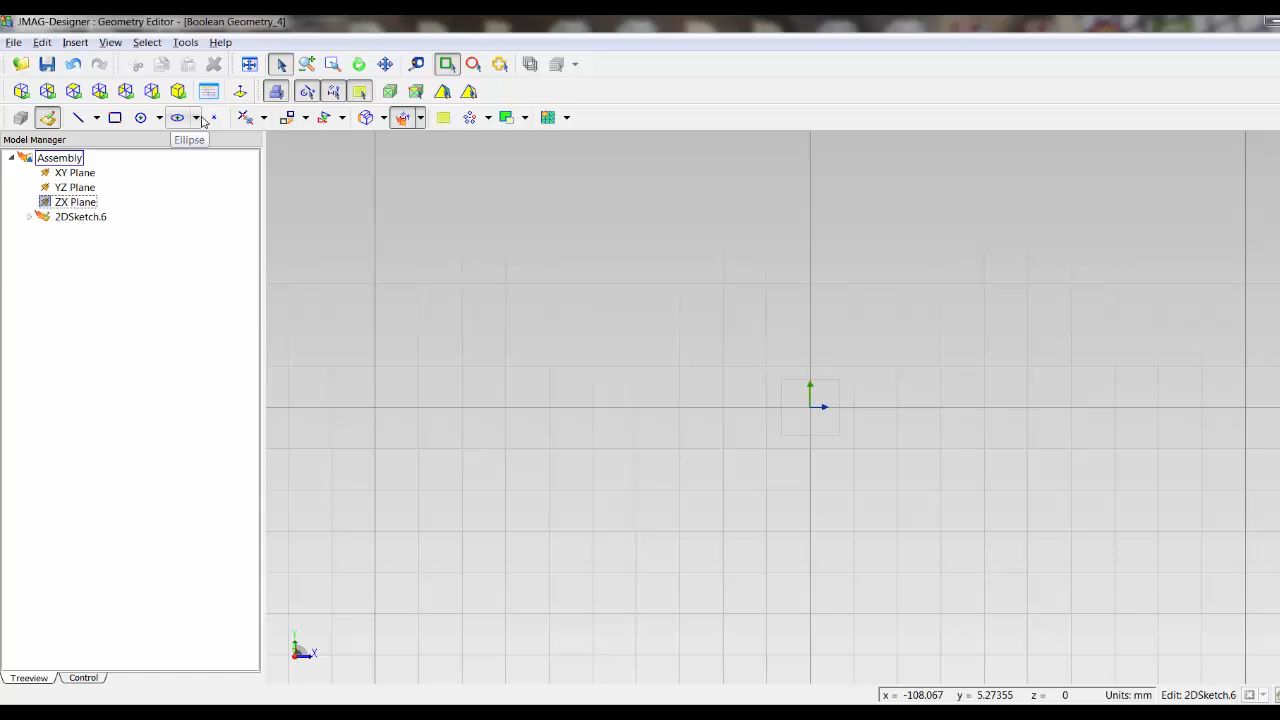 JMAG-Designer : Geometry Editor - [Boolean Geometry_4]
File Edit Insert View Select Tools Help
Ellipse
Model Manager
Assembly
XY Plane
YZ Plane
ZX Plane
2DSketch.6
Y
X
Treeview Control
x = -108.067 y = 5.27355 z = 0 Units: mm Edit: 2DSketch.6